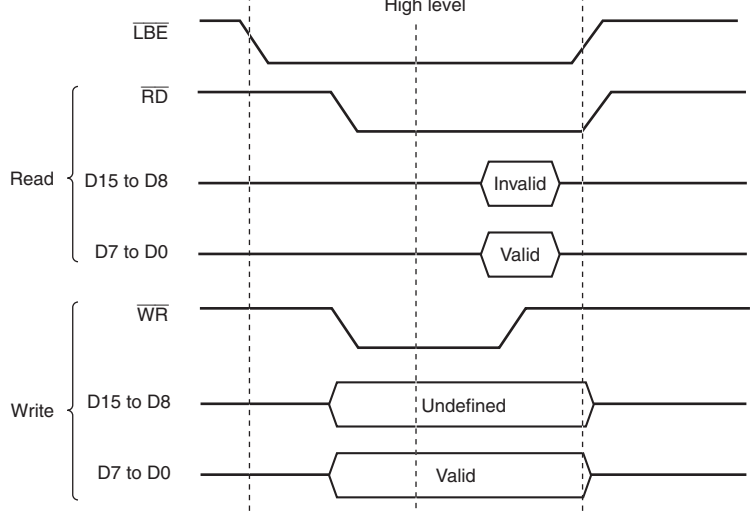 High level
LBE
RD
Read
D15 to D8
Invalid
D7 to D0
Valid
WR
Write
D15 to D8
Undefined
D7 to D0
Valid